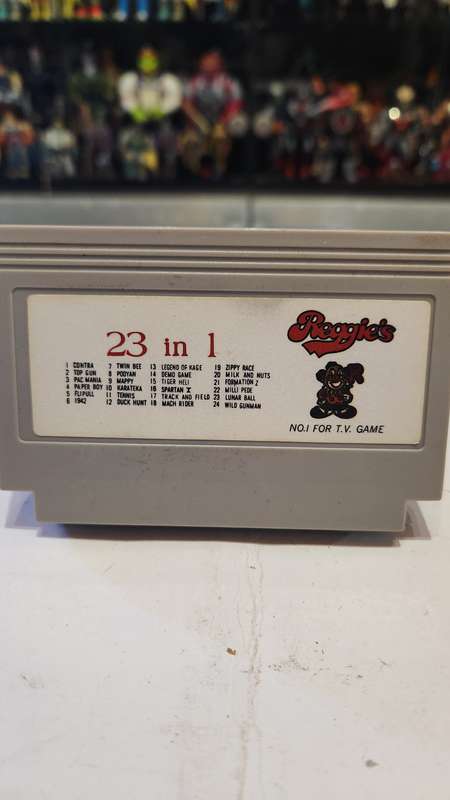 23 in 1
1 CONTRA
2 TOP GUN
3 PAC MANIA
4 PAPER BOY
5 FLIPULL
6 1942
7 TWIN BEE
8 POOYAN
9 MAPPY
10 KARATEKA
11 TENNIS
12 DUCK HUNT
13 LEGEND OF KAGE
14 DEMO GAME
15 TIGER HELI
16 SPARTAN X
17 TRACK AND FIELD
18 MACH RIDER
19 ZIPPY RACE
20 MILK AND NUTS
21 FORMATION Z
22 MILLI PEDE
23 LUNAR BALL
24 WILD GUNMAN
Reggie's
NO.1 FOR T.V. GAME